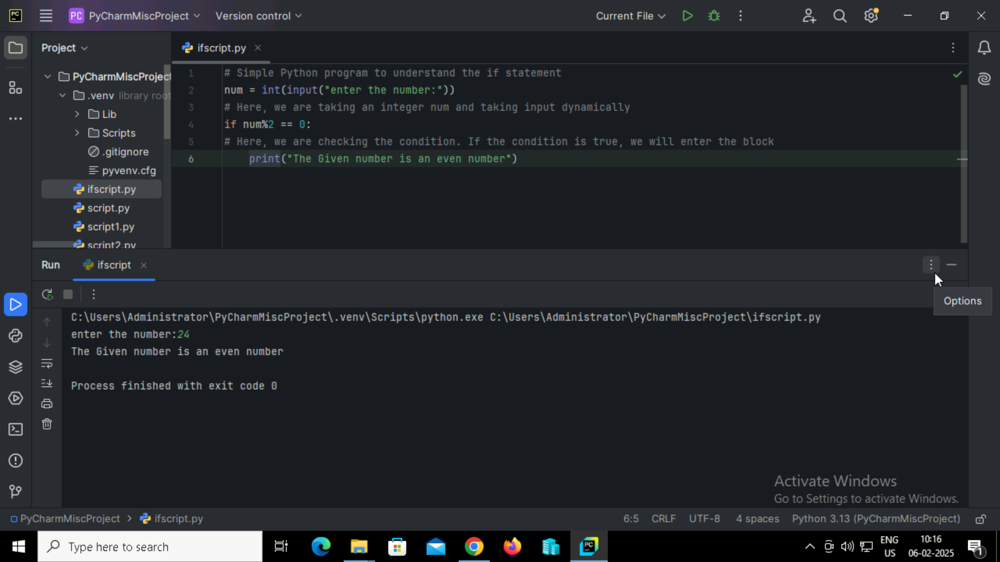 PC PC PyCharmMiscProject Version control Current File
Project ifscript.py
PyCharmMiscProject
.venv library root
Lib
Scripts
.gitignore
pyvenv.cfg
ifscript.py
script.py
script1.py
script2.py
1 # Simple Python program to understand the if statement
2 num = int(input("enter the number:"))
3 # Here, we are taking an integer num and taking input dynamically
4 if num%2 == 0:
5 # Here, we are checking the condition. If the condition is true, we will enter the block
6 print("The Given number is an even number")
Run ifscript
Options
C:\Users\Administrator\PyCharmMiscProject\.venv\Scripts\python.exe C:\Users\Administrator\PyCharmMiscProject\ifscript.py
enter the number:24
The Given number is an even number
Process finished with exit code 0
Activate Windows
Go to Settings to activate Windows.
PyCharmMiscProject > ifscript.py 6:5 CRLF UTF-8 4 spaces Python 3.13 (PyCharmMiscProject)
Type here to search PC ENG 10:16
US 06-02-2025 1